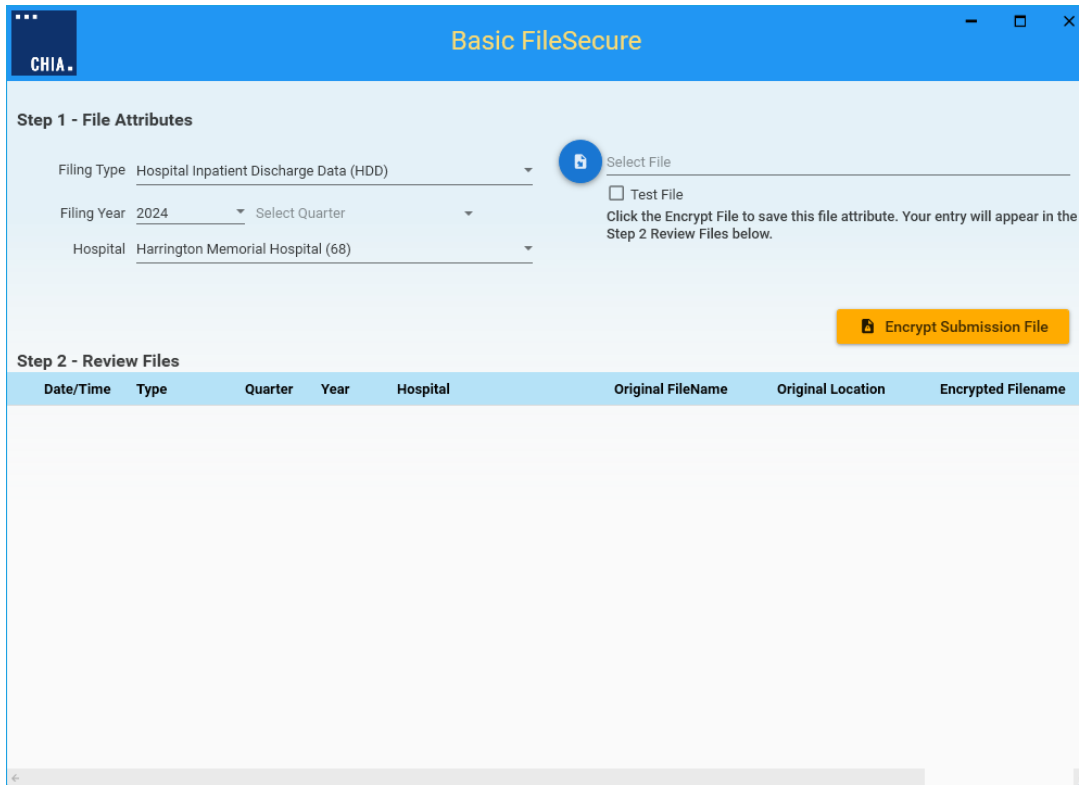 CHIA.
Basic FileSecure
Step 1 - File Attributes
Filing Type Hospital Inpatient Discharge Data (HDD)
Select File
Test File
Filing Year 2024 Select Quarter
Click the Encrypt File to save this file attribute. Your entry will appear in the
Step 2 Review Files below.
Hospital Harrington Memorial Hospital (68)
Encrypt Submission File
Step 2 - Review Files
Date/Time Type Quarter Year Hospital Original FileName Original Location Encrypted Filename